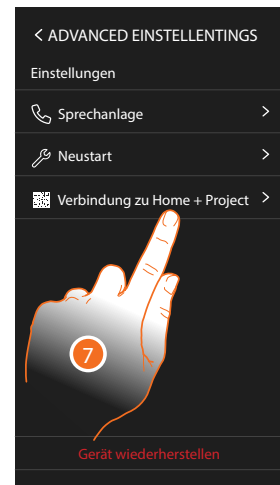 < ADVANCED EINSTELLENTINGS
Einstellungen
Sprechanlage >
Neustart >
Verbindung zu Home + Project >
7
Gerät wiederherstellen